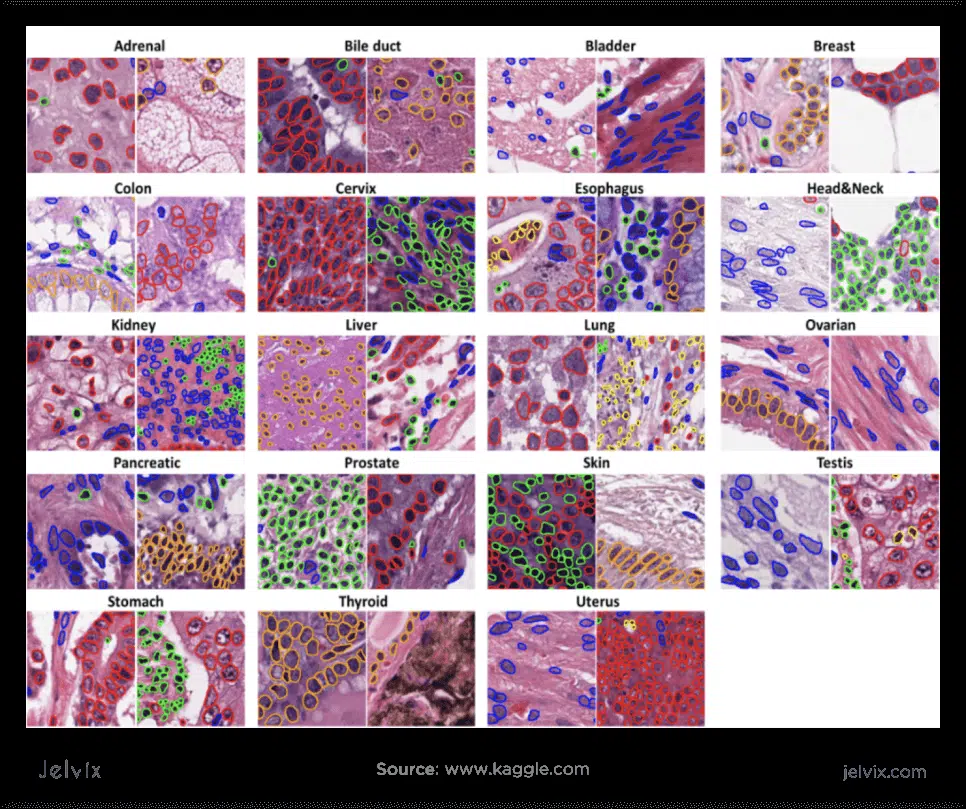 Adrenal
Bile duct
Bladder
Breast
Colon
Cervix
Esophagus
Head&Neck
Kidney
Liver
Lung
Ovarian
Pancreatic
Prostate
Skin
Testis
Stomach
Thyroid
Uterus
Jelvix
Source: www.kaggle.com
jelvix.com